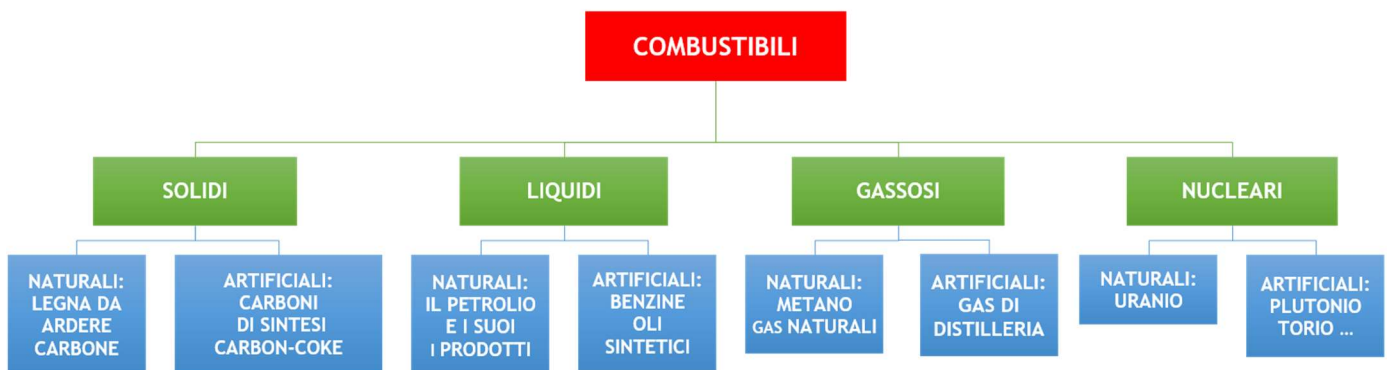 COMBUSTIBILI
SOLIDI
LIQUIDI
GASSOSI
NUCLEARI
NATURALI:
LEGNA DA
ARDERE
CARBONE
ARTIFICIALI:
CARBONI
DI SINTESI
CARBON-COKE
NATURALI:
IL PETROLIO
E I SUOI
I PRODOTTI
ARTIFICIALI:
BENZINE
OLI
SINTETICI
NATURALI:
METANO
GAS NATURALI
ARTIFICIALI:
GAS DI
DISTILLERIA
NATURALI:
URANIO
ARTIFICIALI:
PLUTONIO
TORIO ...